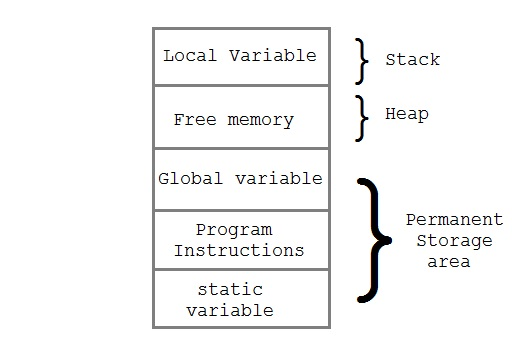 Local Variable
Stack
Free memory
Heap
Global variable
Program
Instructions
static
variable
Permanent
Storage
area